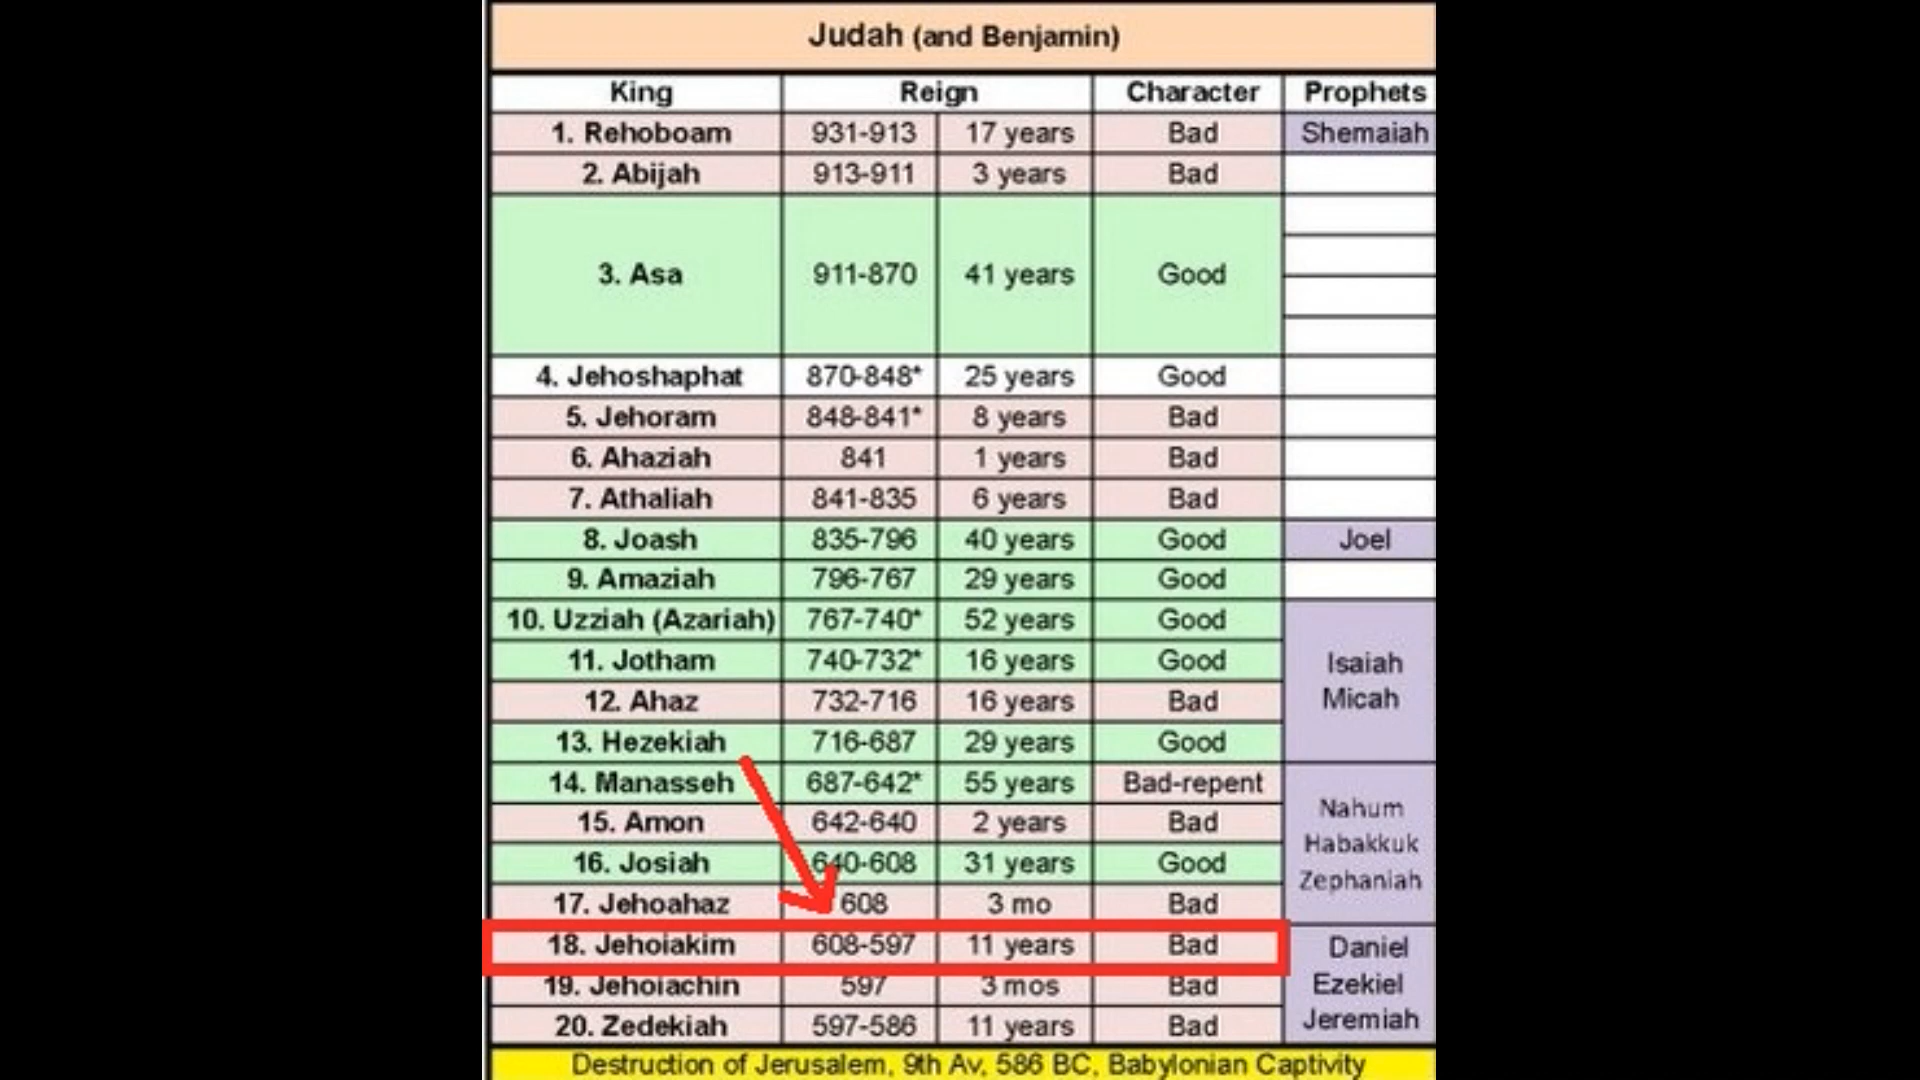 Judah (and Benjamin)
King Reign Character Prophets
1. Rehoboam 931-913 17 years Bad Shemaiah
2. Abijah 913-911 3 years Bad
3. Asa 911-870 41 years Good
4. Jehoshaphat 870-848* 25 years Good
5. Jehoram 848-841* 8 years Bad
6. Ahaziah 841 1 years Bad
7. Athaliah 841-835 6 years Bad
8. Joash 835-796 40 years Good Joel
9. Amaziah 796-767 29 years Good
10. Uzziah (Azariah) 767-740* 52 years Good
11. Jotham 740-732* 16 years Good Isaiah
12. Ahaz 732-716 16 years Bad Micah
13. Hezekiah 716-687 29 years Good
14. Manasseh 687-642* 55 years Bad-repent
15. Amon 642-640 2 years Bad Nahum
Habakkuk
16. Josiah 640-608 31 years Good Zephaniah
17. Jehoahaz 608 3 mo Bad
18. Jehoiakim 608-597 11 years Bad Daniel
19. Jehoiachin 597 3 mos Bad Ezekiel
20. Zedekiah 597-586 11 years Bad Jeremiah
Destruction of Jerusalem, 9th Av, 586 BC, Babylonian Captivity